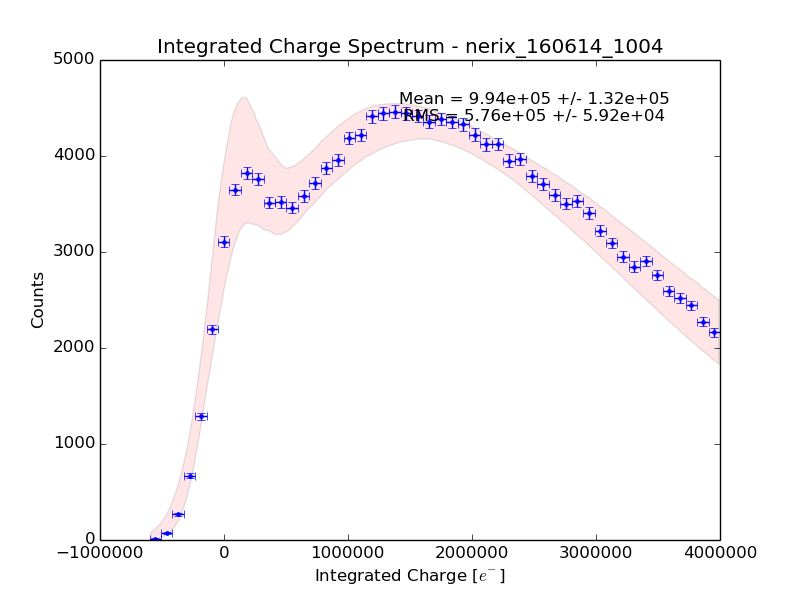 Integrated Charge Spectrum - nerix_160614_1004
Mean = 9.94e+05 +/- 1.32e+05
RMS = 5.76e+05 +/- 5.92e+04
5000
4000
3000
2000
1000
0
Counts
−1000000 0 1000000 2000000 3000000 4000000
Integrated Charge [e⁻]